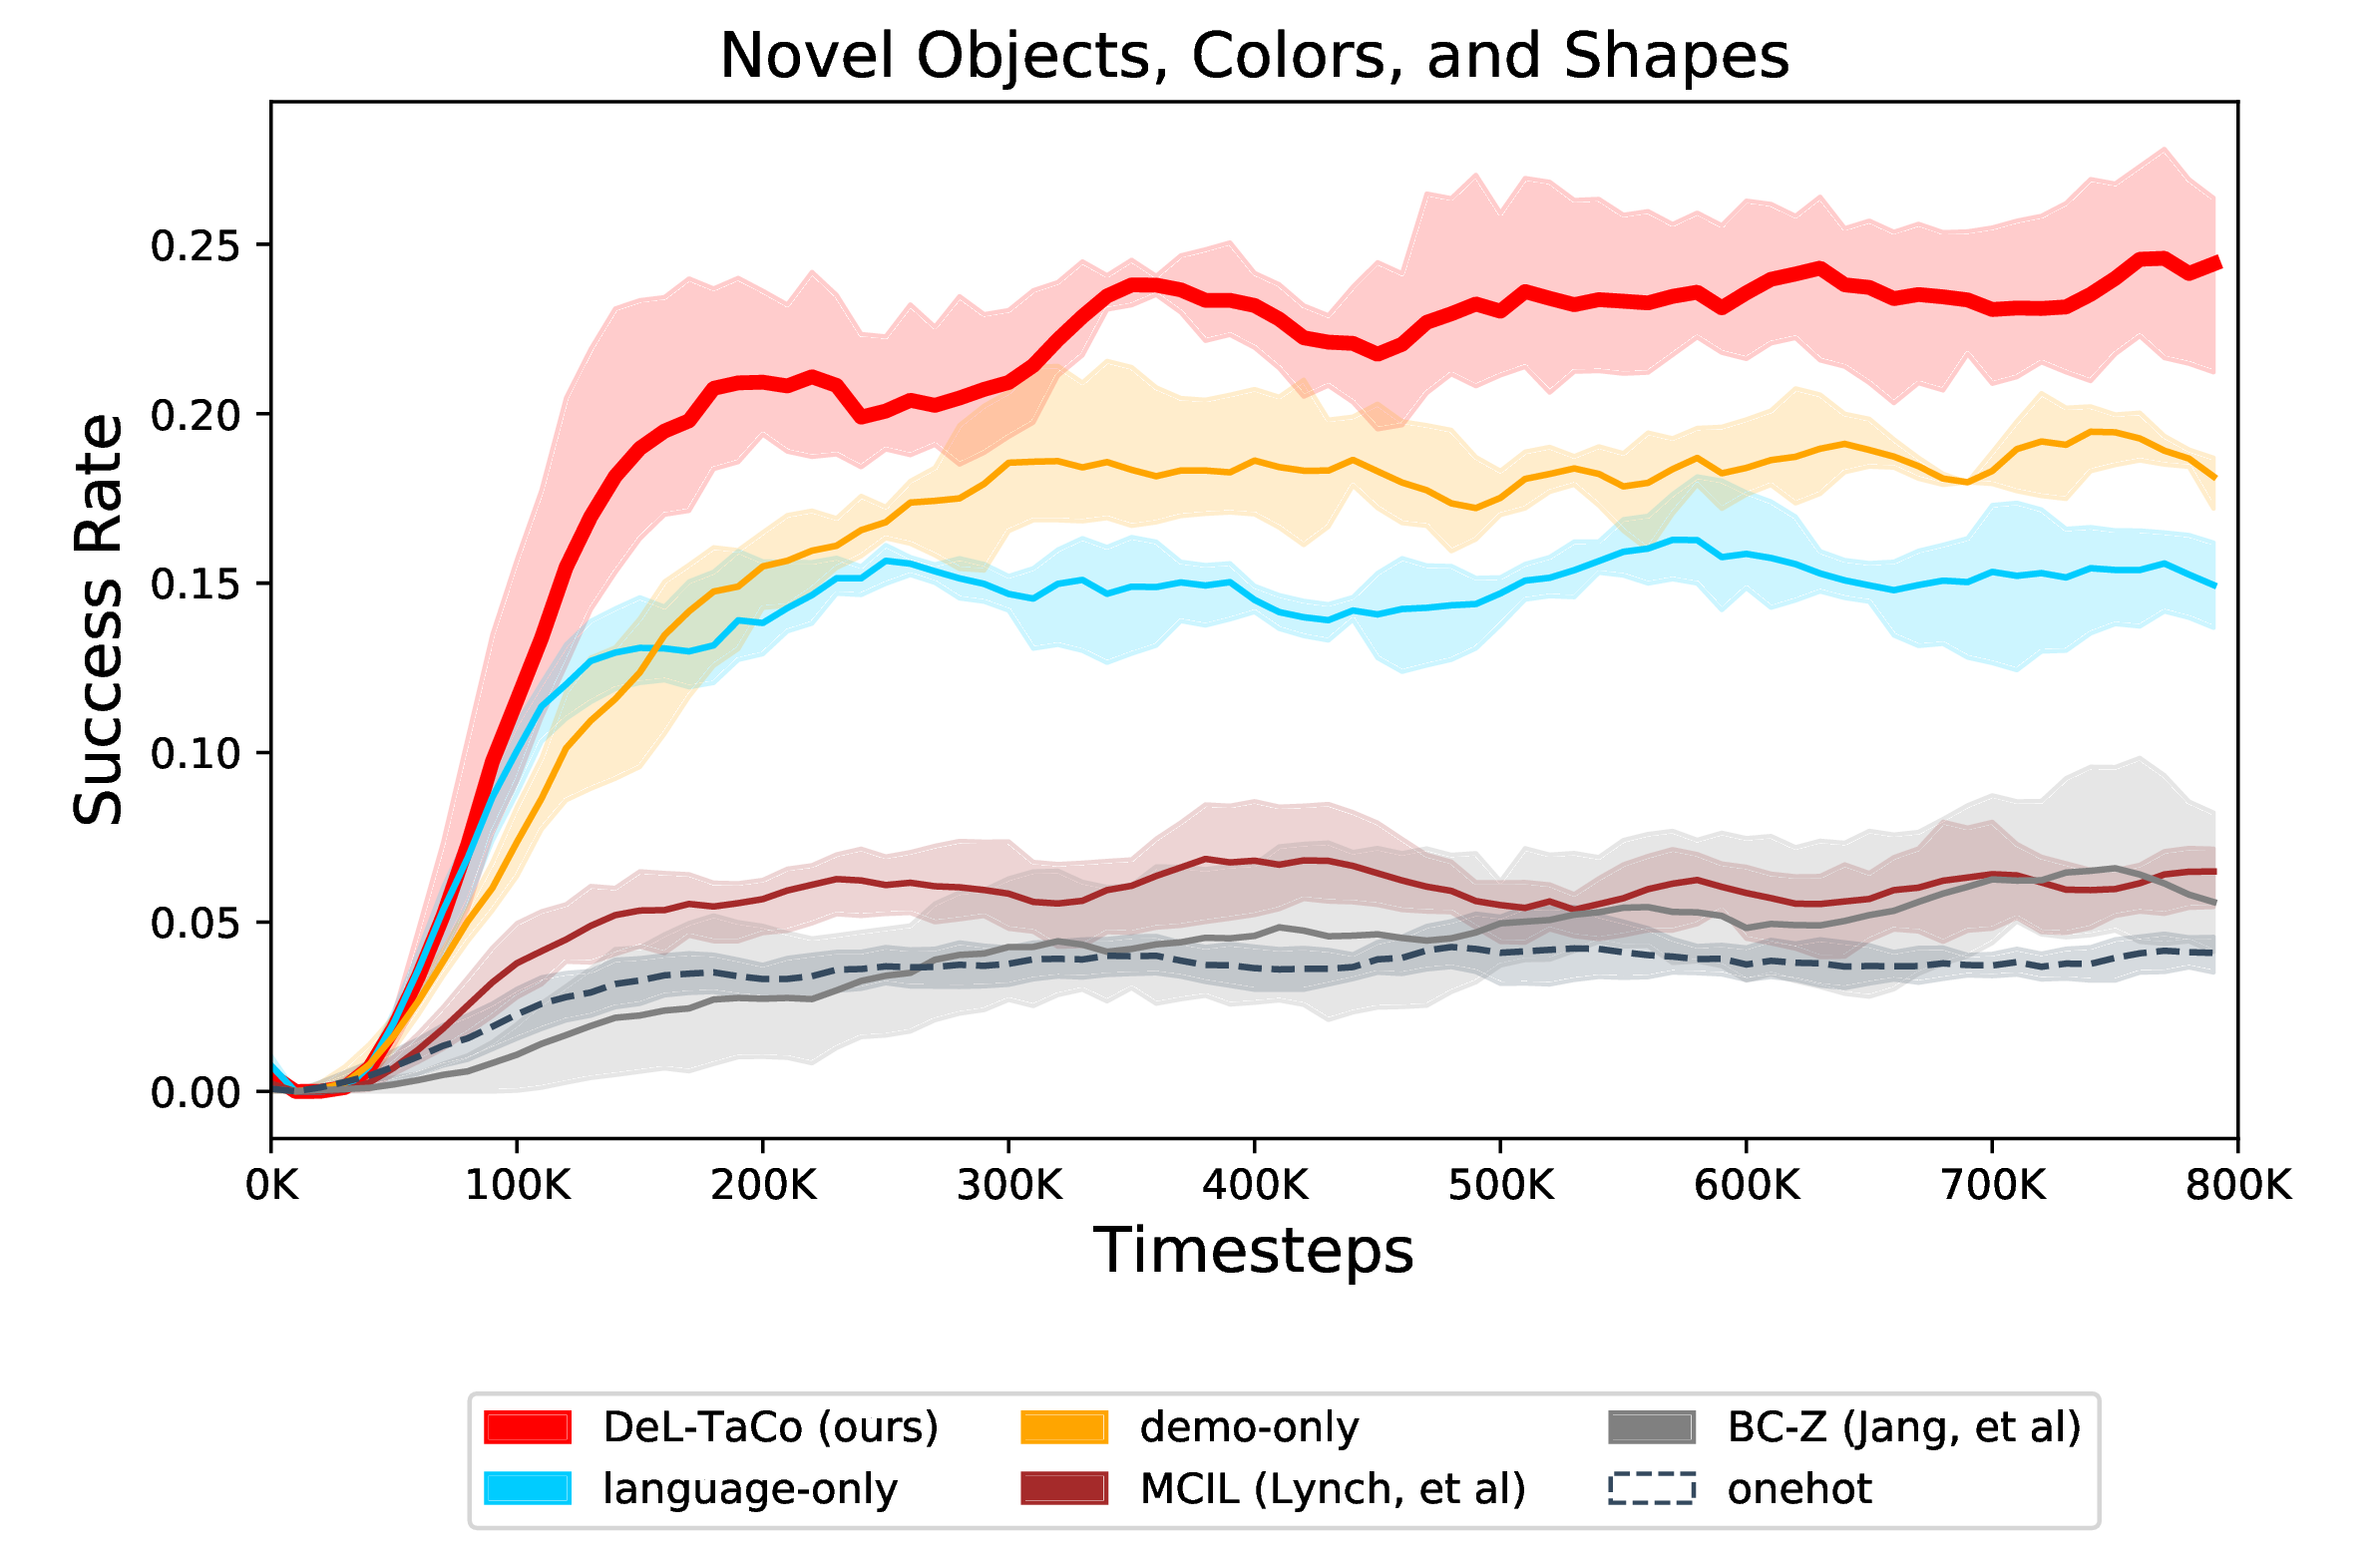 Novel Objects, Colors, and Shapes
Success Rate
0.25
0.20
0.15
0.10
0.05
0.00
0K 100K 200K 300K 400K 500K 600K 700K 800K
Timesteps
DeL-TaCo (ours) demo-only BC-Z (Jang, et al)
language-only MCIL (Lynch, et al) onehot